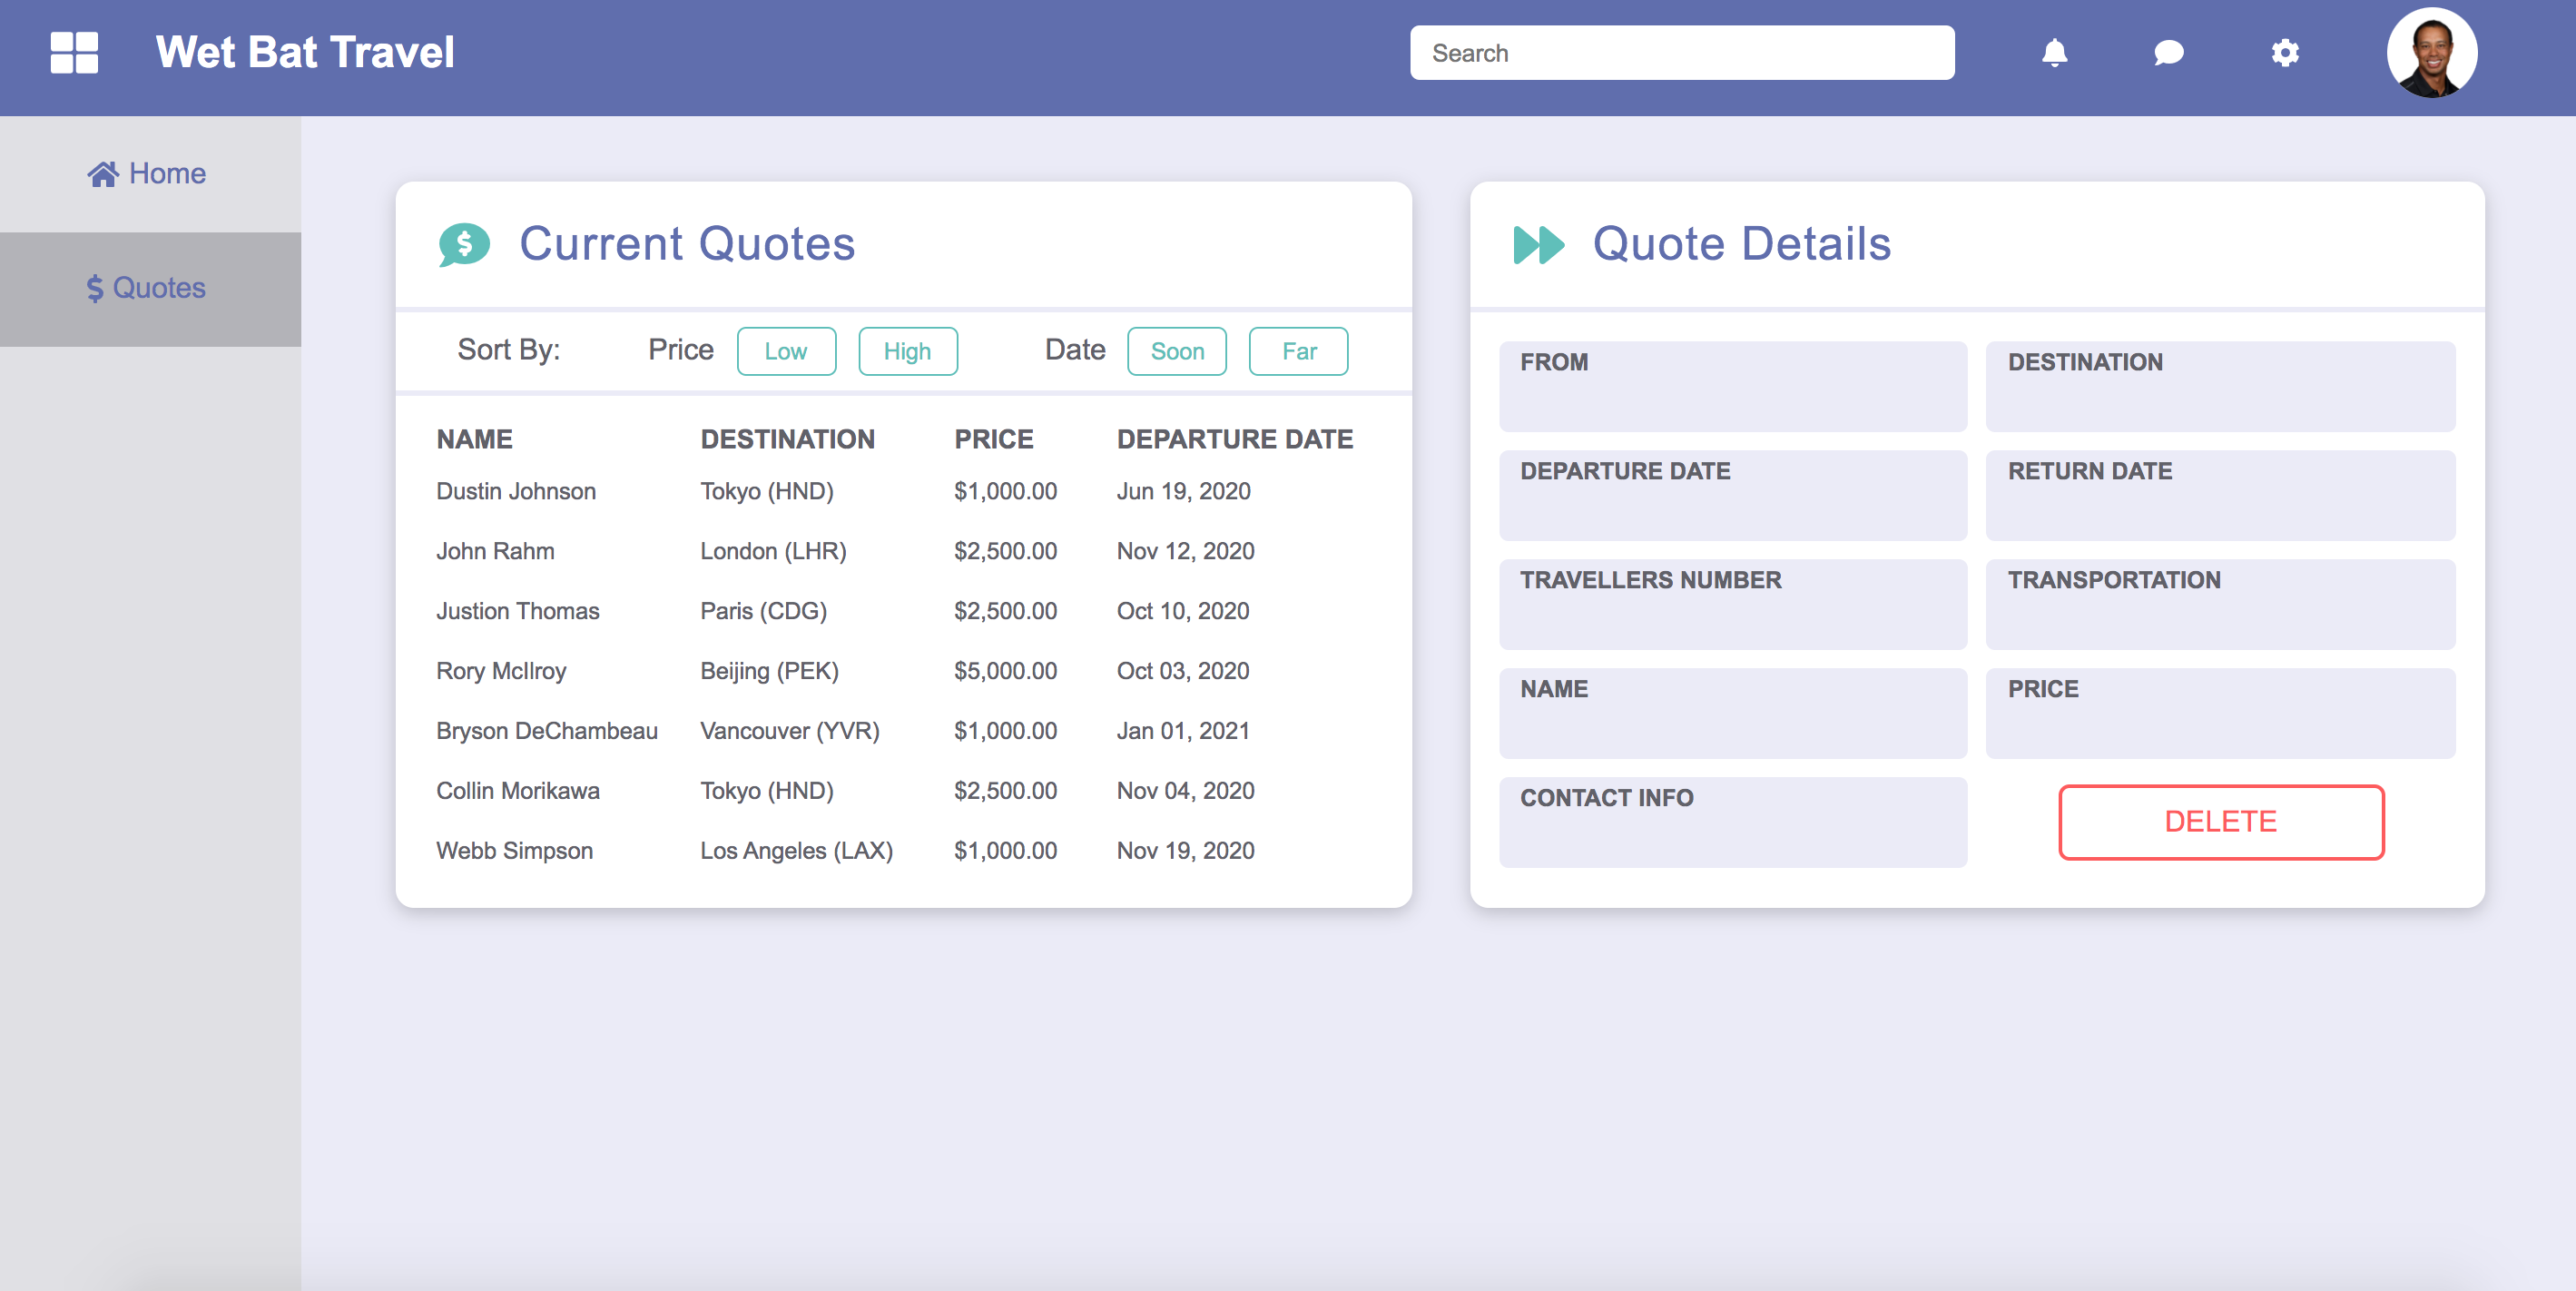 Wet Bat Travel
Search
Home
Quotes
Current Quotes
Sort By: Price Low High Date Soon Far
NAME DESTINATION PRICE DEPARTURE DATE
Dustin Johnson Tokyo (HND) $1,000.00 Jun 19, 2020
John Rahm London (LHR) $2,500.00 Nov 12, 2020
Justion Thomas Paris (CDG) $2,500.00 Oct 10, 2020
Rory McIlroy Beijing (PEK) $5,000.00 Oct 03, 2020
Bryson DeChambeau Vancouver (YVR) $1,000.00 Jan 01, 2021
Collin Morikawa Tokyo (HND) $2,500.00 Nov 04, 2020
Webb Simpson Los Angeles (LAX) $1,000.00 Nov 19, 2020
Quote Details
FROM DESTINATION
DEPARTURE DATE RETURN DATE
TRAVELLERS NUMBER TRANSPORTATION
NAME PRICE
CONTACT INFO DELETE